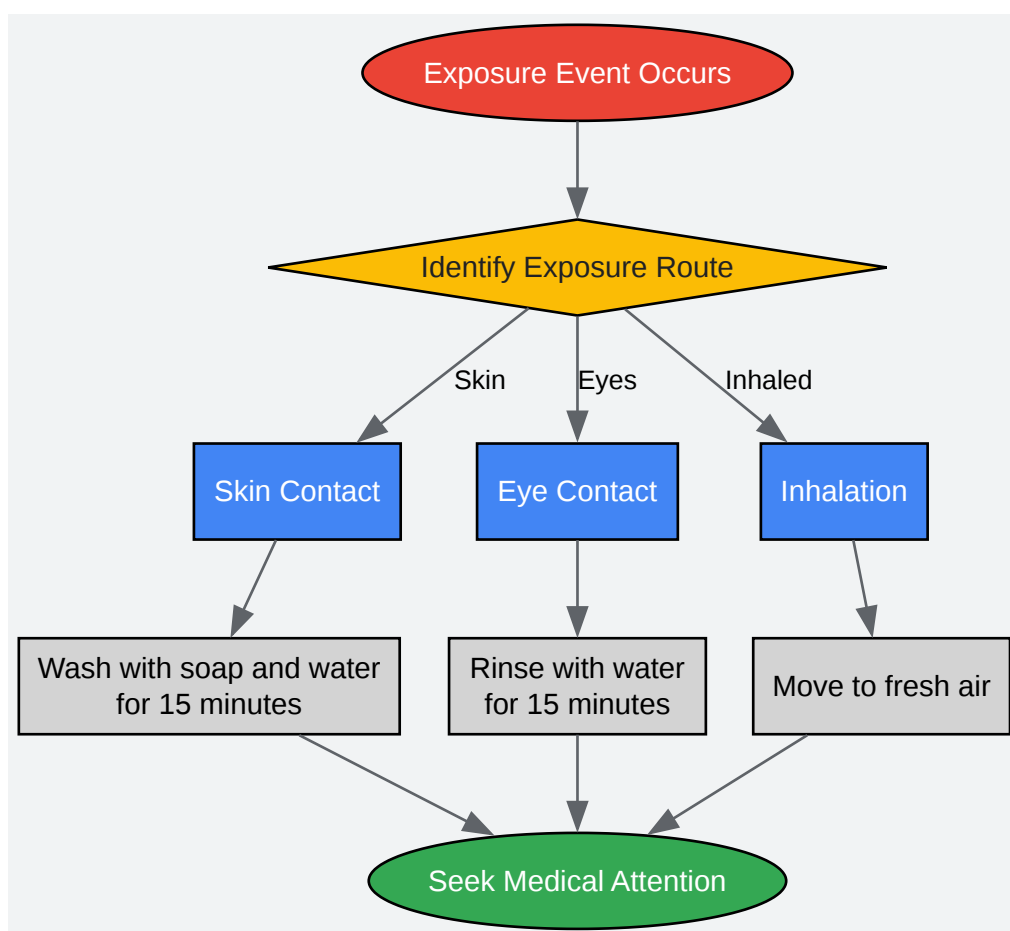 Exposure Event Occurs
Identify Exposure Route
Skin
Eyes
Inhaled
Skin Contact
Eye Contact
Inhalation
Wash with soap and water
for 15 minutes
Rinse with water
for 15 minutes
Move to fresh air
Seek Medical Attention